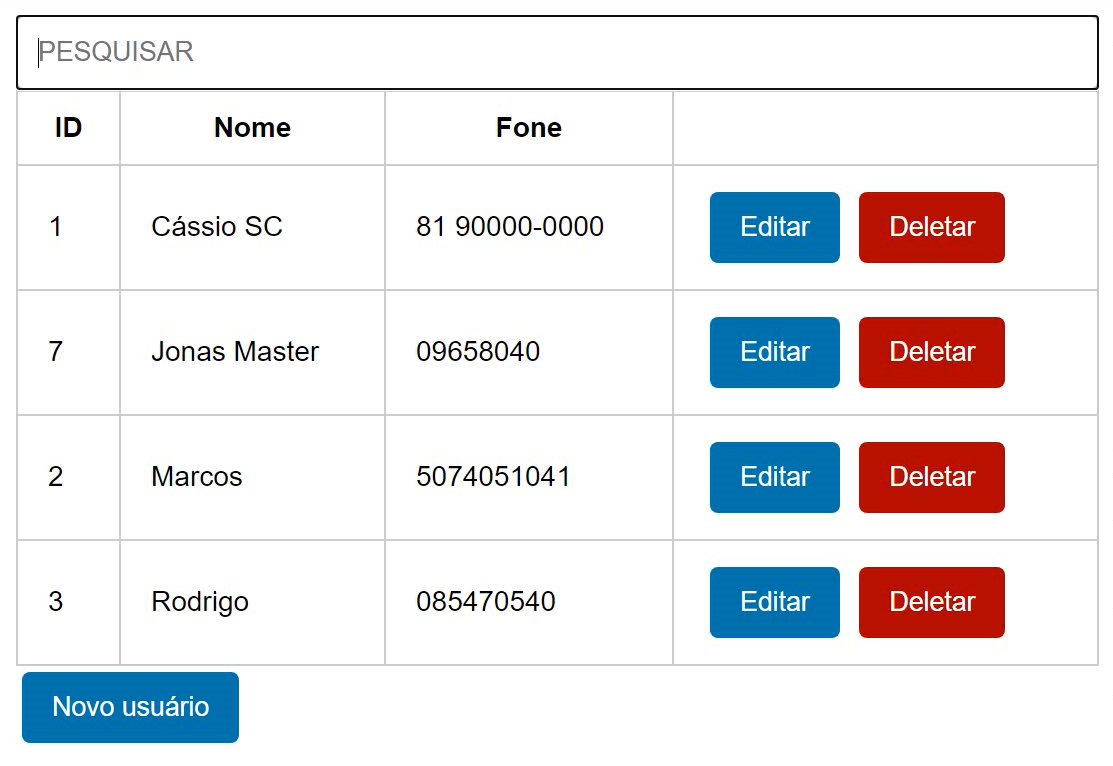 PESQUISAR
ID Nome Fone
1 Cássio SC 81 90000-0000 Editar Deletar
7 Jonas Master 09658040 Editar Deletar
2 Marcos 5074051041 Editar Deletar
3 Rodrigo 085470540 Editar Deletar
Novo usuário